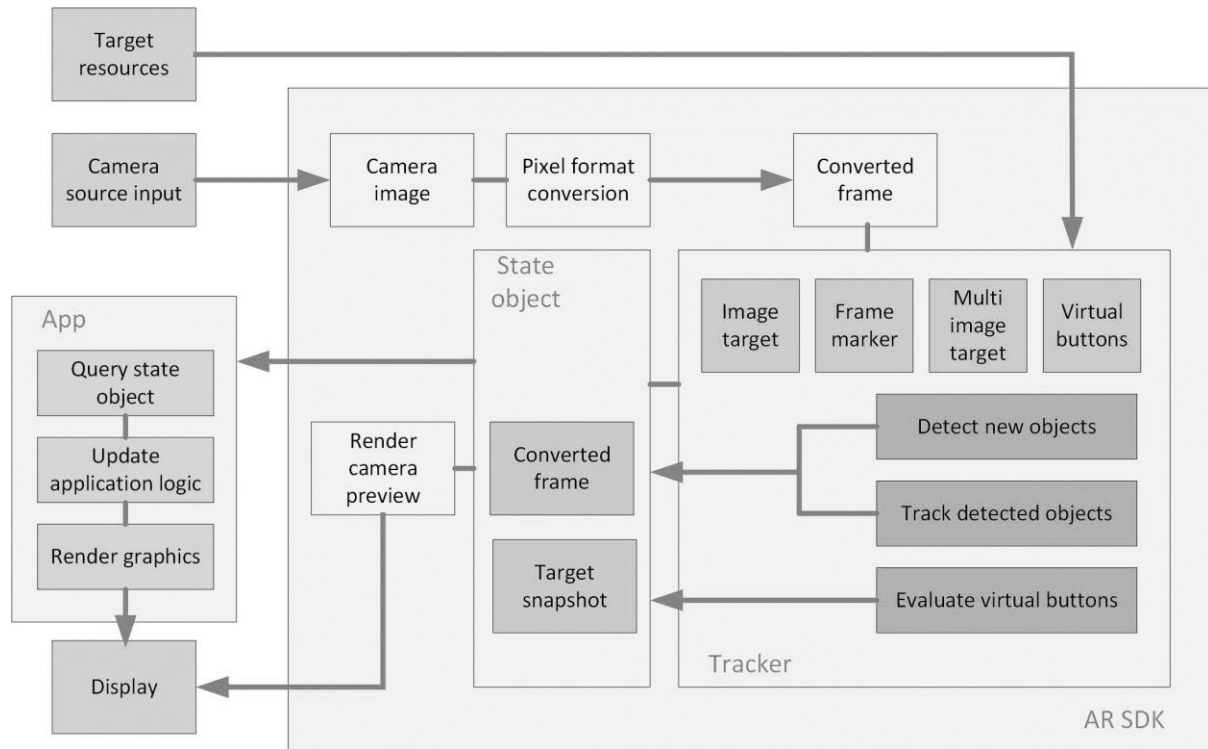 Target
resources
Camera
source input
Camera
image
Pixel format
conversion
Converted
frame
State
object
Image
target
Frame
marker
Multi
image
target
Virtual
buttons
App
Query state
object
Update
application logic
Render graphics
Render
camera
preview
Converted
frame
Target
snapshot
Detect new objects
Track detected objects
Evaluate virtual buttons
Tracker
Display
AR SDK